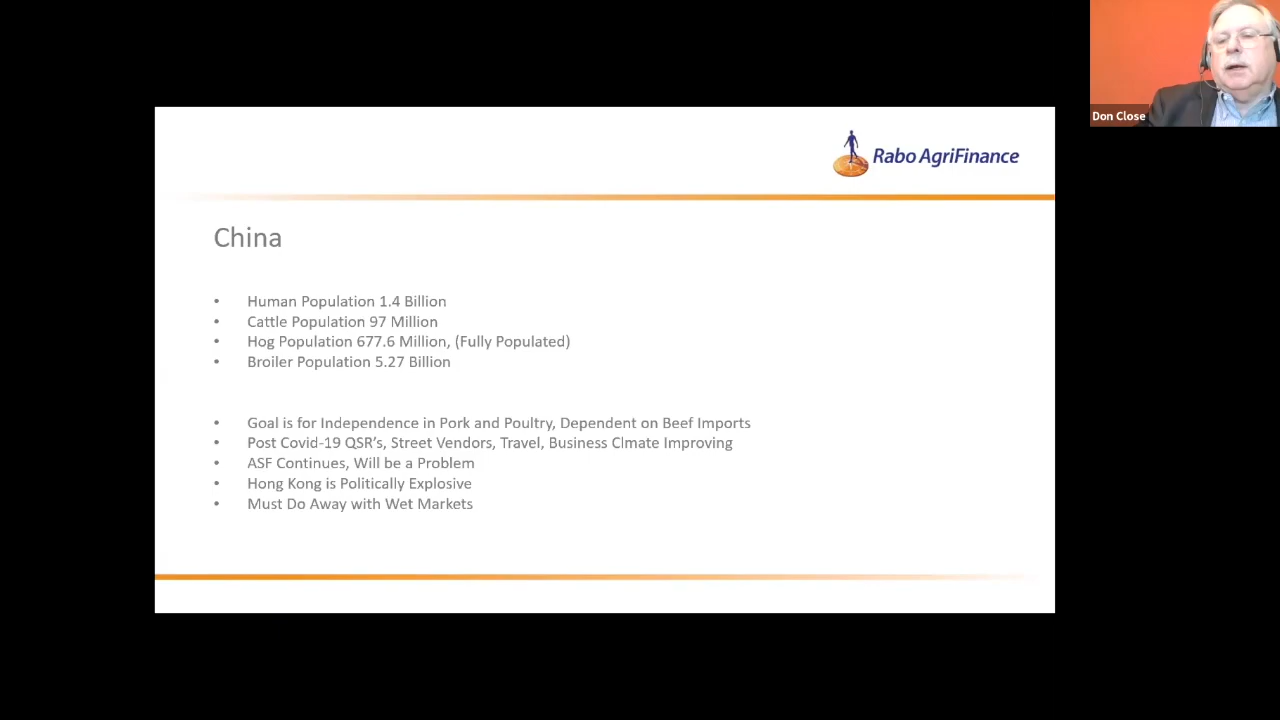 Don Close
Rabo AgriFinance
China
• Human Population 1.4 Billion
• Cattle Population 97 Million
• Hog Population 677.6 Million, (Fully Populated)
• Broiler Population 5.27 Billion
• Goal is for Independence in Pork and Poultry, Dependent on Beef Imports
• Post Covid-19 QSR's, Street Vendors, Travel, Business Clmate Improving
• ASF Continues, Will be a Problem
• Hong Kong is Politically Explosive
• Must Do Away with Wet Markets